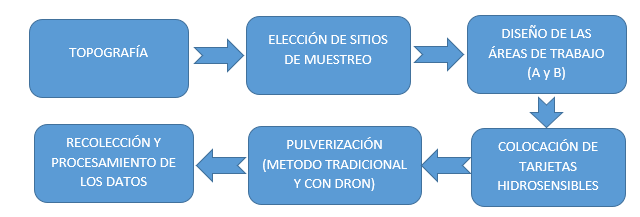 TOPOGRAFÍA
ELECCIÓN DE SITIOS
DE MUESTREO
DISEÑO DE LAS
ÁREAS DE TRABAJO
(A y B)
COLOCACIÓN DE
TARJETAS
HIDROSENSIBLES
PULVERIZACIÓN
(METODO TRADICIONAL
Y CON DRON)
RECOLECCIÓN Y
PROCESAMIENTO DE
LOS DATOS